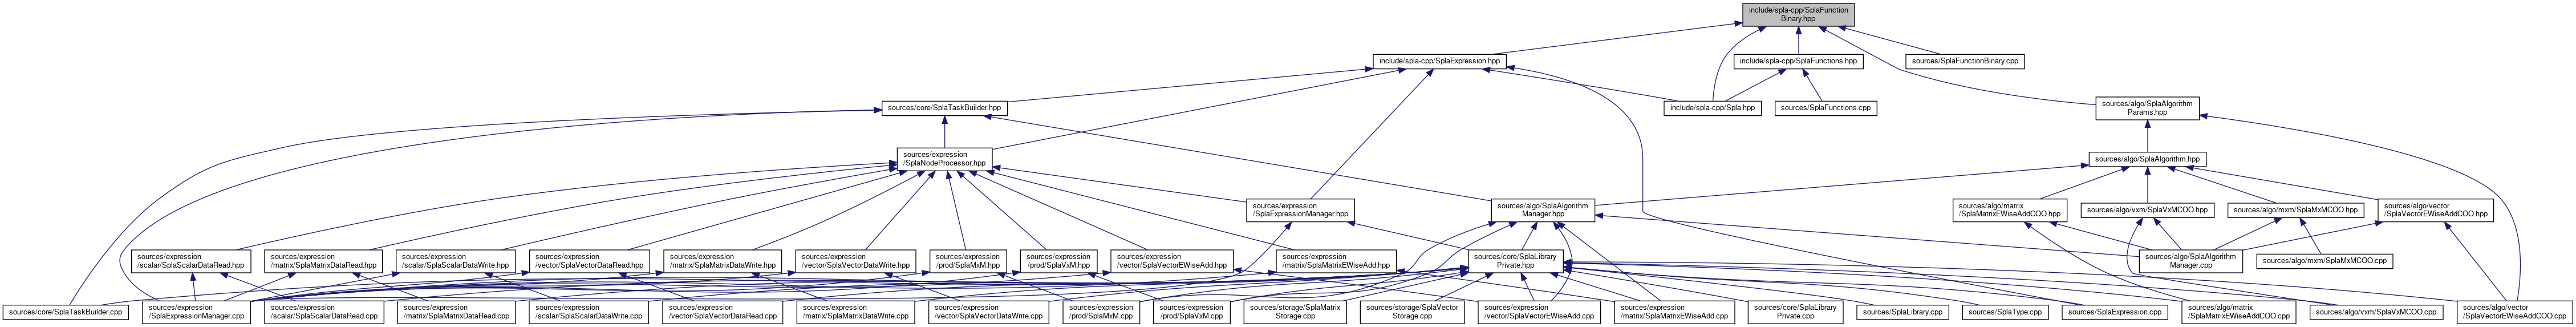 include/spla-cpp/SplaFunction
Binary.hpp
include/spla-cpp/SplaExpression.hpp
include/spla-cpp/SplaFunctions.hpp
sources/SplaFunctionBinary.cpp
sources/core/SplaTaskBuilder.hpp
include/spla-cpp/Spla.hpp
sources/SplaFunctions.cpp
sources/algo/SplaAlgorithm
Params.hpp
sources/expression
/SplaNodeProcessor.hpp
sources/algo/SplaAlgorithm.hpp
sources/expression
/SplaExpressionManager.hpp
sources/algo/SplaAlgorithm
Manager.hpp
sources/algo/matrix
/SplaMatrixEWiseAddCOO.hpp
sources/algo/vxm/SplaVxMCOO.hpp
sources/algo/mxm/SplaMxMCOO.hpp
sources/algo/vector
/SplaVectorEWiseAddCOO.hpp
sources/expression
/scalar/SplaScalarDataRead.hpp
sources/expression
/matrix/SplaMatrixDataRead.hpp
sources/expression
/scalar/SplaScalarDataWrite.hpp
sources/expression
/vector/SplaVectorDataRead.hpp
sources/expression
/matrix/SplaMatrixDataWrite.hpp
sources/expression
/vector/SplaVectorDataWrite.hpp
sources/expression
/prod/SplaMxM.hpp
sources/expression
/prod/SplaVxM.hpp
sources/expression
/vector/SplaVectorEWiseAdd.hpp
sources/expression
/matrix/SplaMatrixEWiseAdd.hpp
sources/core/SplaLibrary
Private.hpp
sources/algo/SplaAlgorithm
Manager.cpp
sources/algo/mxm/SplaMxMCOO.cpp
sources/core/SplaTaskBuilder.cpp
sources/expression
/SplaExpressionManager.cpp
sources/expression
/scalar/SplaScalarDataRead.cpp
sources/expression
/matrix/SplaMatrixDataRead.cpp
sources/expression
/scalar/SplaScalarDataWrite.cpp
sources/expression
/vector/SplaVectorDataRead.cpp
sources/expression
/matrix/SplaMatrixDataWrite.cpp
sources/expression
/vector/SplaVectorDataWrite.cpp
sources/expression
/prod/SplaMxM.cpp
sources/expression
/prod/SplaVxM.cpp
sources/storage/SplaMatrix
Storage.cpp
sources/storage/SplaVector
Storage.cpp
sources/expression
/vector/SplaVectorEWiseAdd.cpp
sources/expression
/matrix/SplaMatrixEWiseAdd.cpp
sources/core/SplaLibrary
Private.cpp
sources/SplaLibrary.cpp
sources/SplaType.cpp
sources/SplaExpression.cpp
sources/algo/matrix
/SplaMatrixEWiseAddCOO.cpp
sources/algo/vxm/SplaVxMCOO.cpp
sources/algo/vector
/SplaVectorEWiseAddCOO.cpp